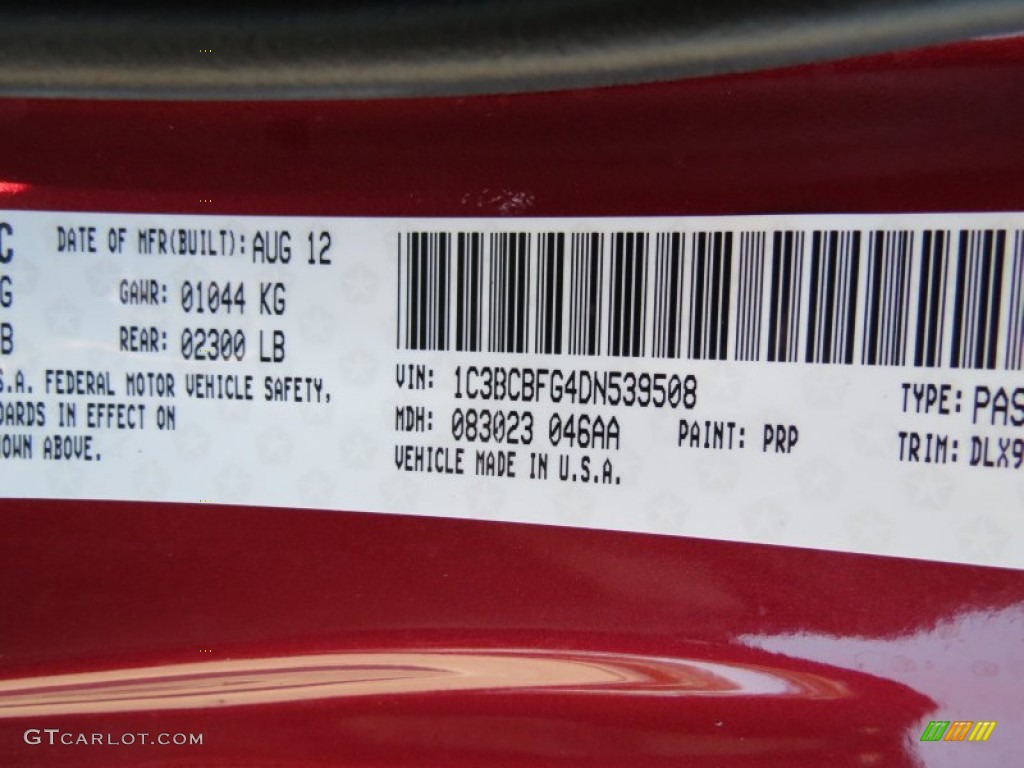 C DATE OF MFR(BUILT): AUG 12
G GAWR: 01044 KG
B REAR: 02300 LB
S.A. FEDERAL MOTOR VEHICLE SAFETY,
DARDS IN EFFECT ON
OWN ABOVE.
VIN: 1C3BCBFG4DN539508 TYPE: PAS
MDH: 083023 046AA PAINT: PRP TRIM: DLX9
VEHICLE MADE IN U.S.A.
GTCARLOT.COM